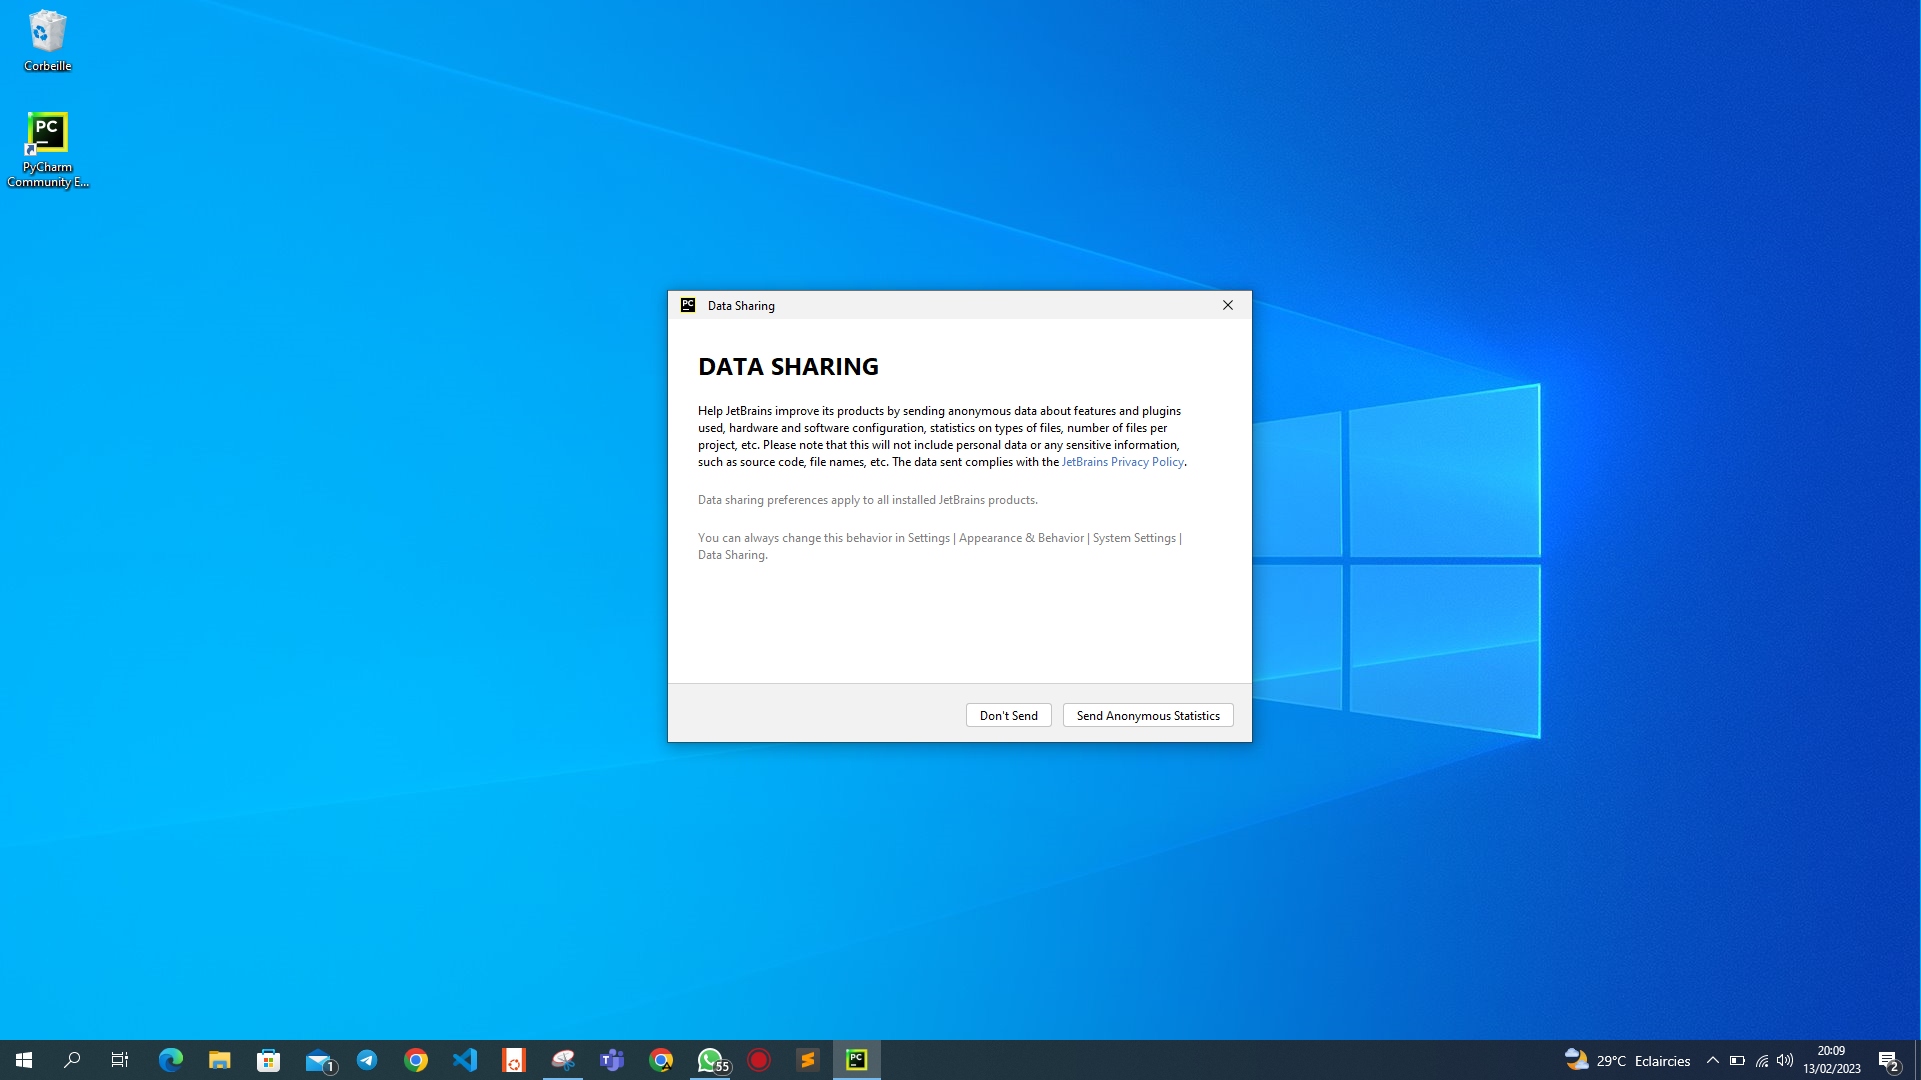 Corbeille
PC
PyCharm
Community E...
PC
Data Sharing
DATA SHARING
Help JetBrains improve its products by sending anonymous data about features and plugins
used, hardware and software configuration, statistics on types of files, number of files per
project, etc. Please note that this will not include personal data or any sensitive information,
such as source code, file names, etc. The data sent complies with the JetBrains Privacy Policy.
Data sharing preferences apply to all installed JetBrains products.
You can always change this behavior in Settings | Appearance & Behavior | System Settings |
Data Sharing.
Don't Send
Send Anonymous Statistics
1
55
PC
29°C Eclaircies
20:09
13/02/2023
2